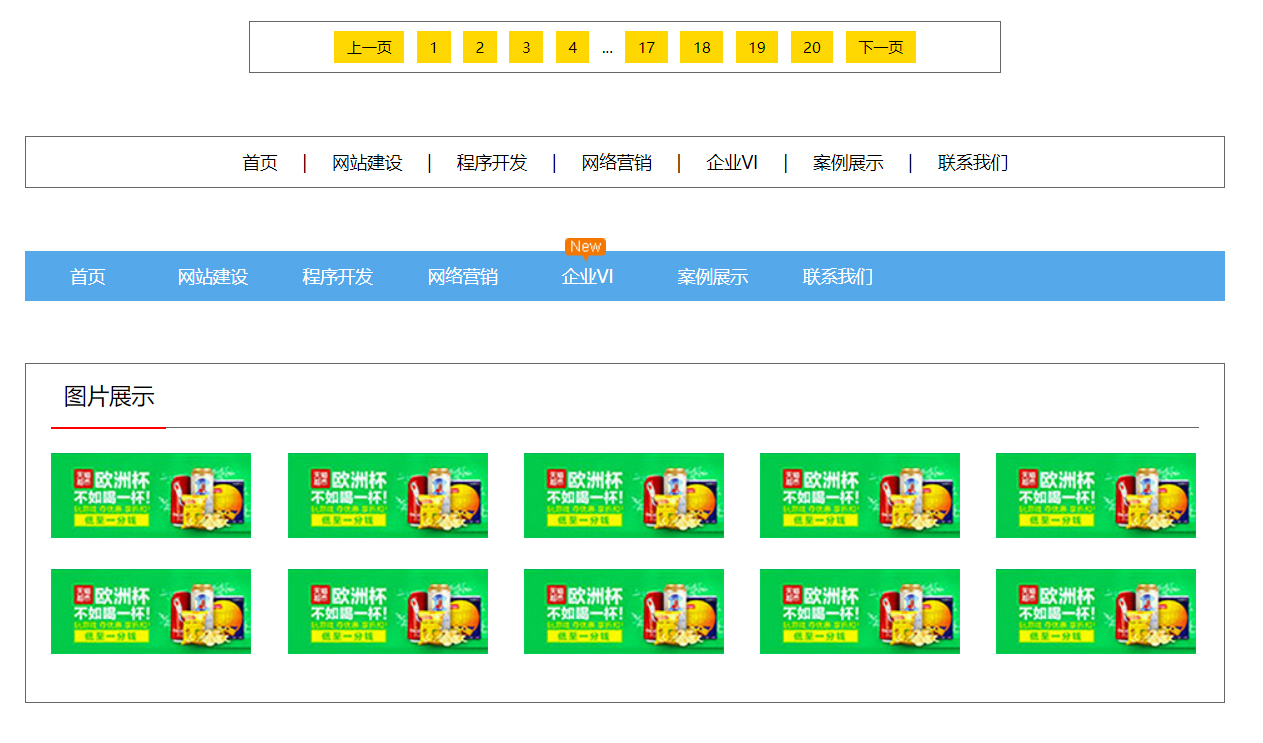 上一页 1 2 3 4 ... 17 18 19 20 下一页
首页 | 网站建设 | 程序开发 | 网络营销 | 企业VI | 案例展示 | 联系我们
New
首页 网站建设 程序开发 网络营销 企业VI 案例展示 联系我们
图片展示
天猫超市 欧洲杯 天猫超市 欧洲杯 天猫超市 欧洲杯 天猫超市 欧洲杯 天猫超市 欧洲杯
不如喝一杯! 不如喝一杯! 不如喝一杯! 不如喝一杯! 不如喝一杯!
低至一分钱 低至一分钱 低至一分钱 低至一分钱 低至一分钱
天猫超市 欧洲杯 天猫超市 欧洲杯 天猫超市 欧洲杯 天猫超市 欧洲杯 天猫超市 欧洲杯
不如喝一杯! 不如喝一杯! 不如喝一杯! 不如喝一杯! 不如喝一杯!
低至一分钱 低至一分钱 低至一分钱 低至一分钱 低至一分钱